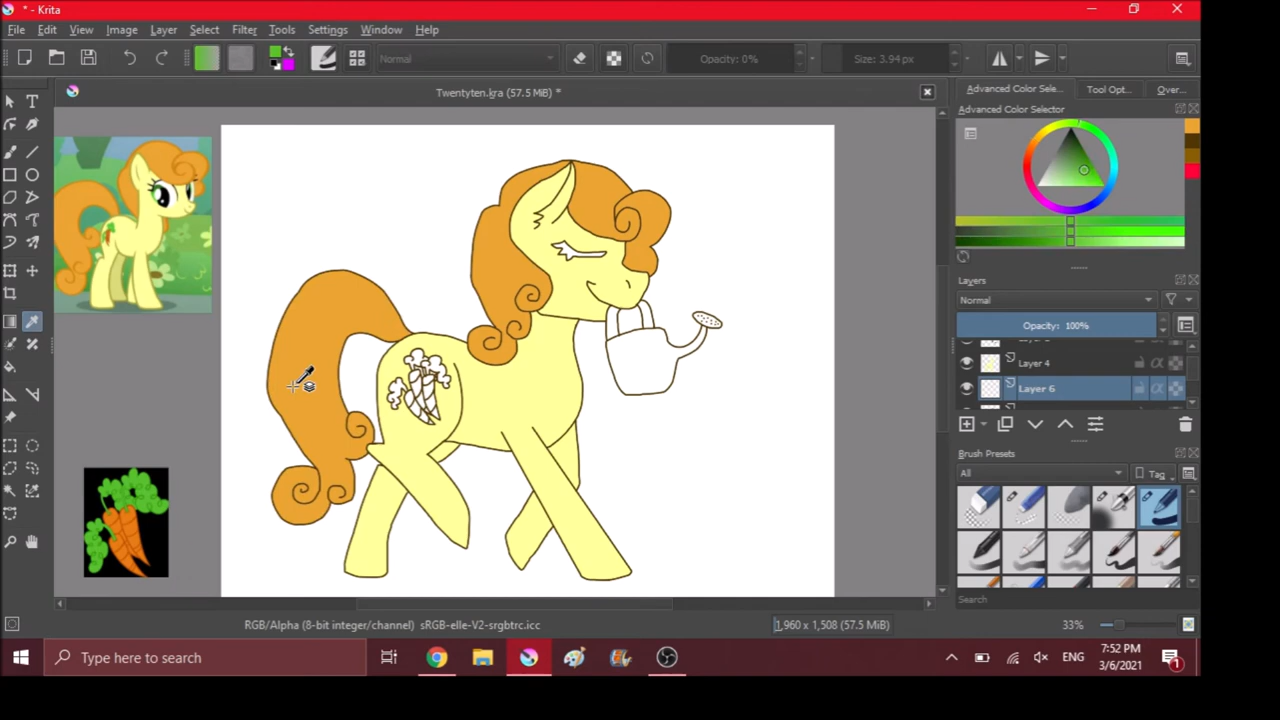 * - Krita
File Edit View Image Layer Select Filter Tools Settings Window Help
Normal Opacity: 0% Size: 3.94 px
Twentyten.kra (57.5 MiB) *
Advanced Color Sele... Tool Opt... Over...
Advanced Color Selector
Layers
Normal
Opacity: 100%
Layer 4
Layer 6
Brush Presets
All Tag
Search
RGB/Alpha (8-bit integer/channel) sRGB-elle-V2-srgbtrc.icc 1,960 x 1,508 (57.5 MiB) 33%
Type here to search ENG 7:52 PM
3/6/2021 1